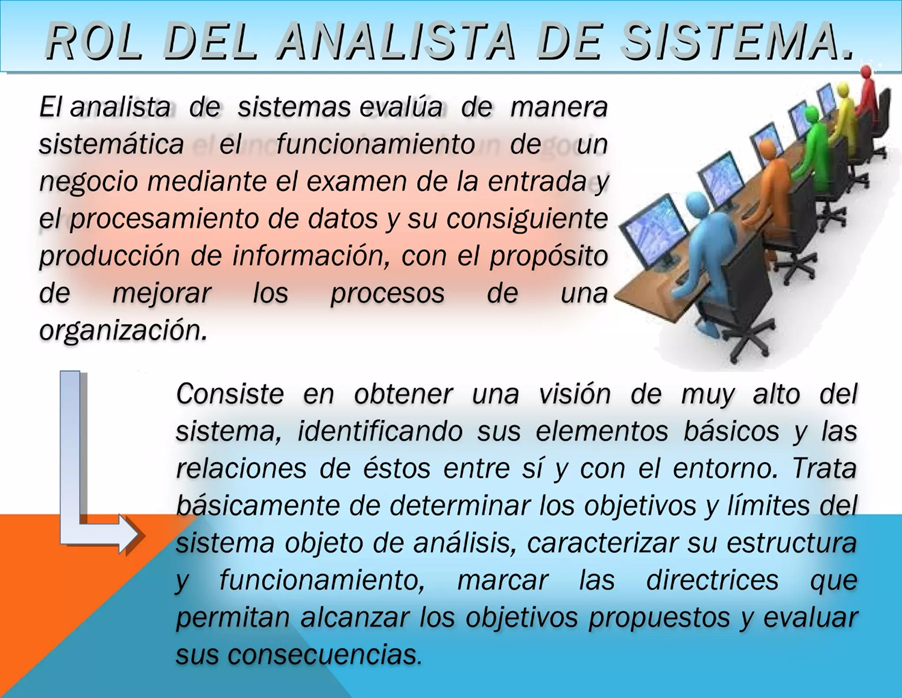 ROL DEL ANALISTA DE SISTEMA.
El analista de sistemas evalúa de manera
sistemática el funcionamiento de un
negocio mediante el examen de la entrada y
el procesamiento de datos y su consiguiente
producción de información, con el propósito
de mejorar los procesos de una
organización.
Consiste en obtener una visión de muy alto del
sistema, identificando sus elementos básicos y las
relaciones de éstos entre sí y con el entorno. Trata
básicamente de determinar los objetivos y límites del
sistema objeto de análisis, caracterizar su estructura
y funcionamiento, marcar las directrices que
permitan alcanzar los objetivos propuestos y evaluar
sus consecuencias.